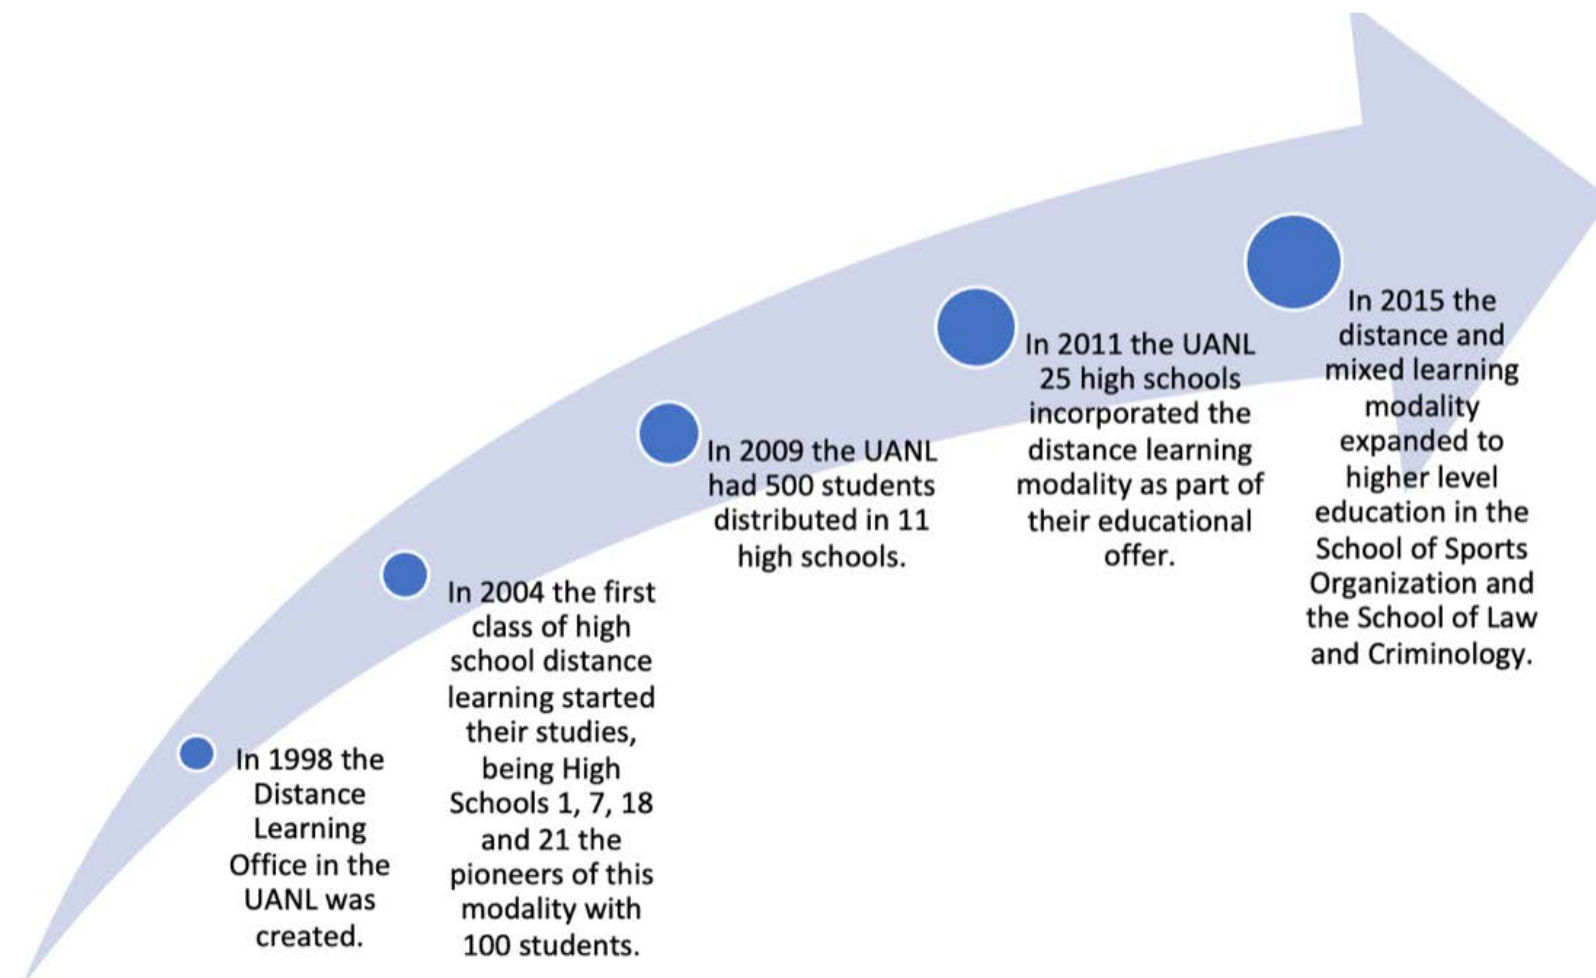 In 1998 the
Distance
Learning
Office in the
UANL was
created.
In 2004 the first
class of high
school distance
learning started
their studies,
being High
Schools 1, 7, 18
and 21 the
pioneers of this
modality with
100 students.
In 2009 the UANL
had 500 students
distributed in 11
high schools.
In 2011 the UANL
25 high schools
incorporated the
distance learning
modality as part of
their educational
offer.
In 2015 the
distance and
mixed learning
modality
expanded to
higher level
education in the
School of Sports
Organization and
the School of Law
and Criminology.